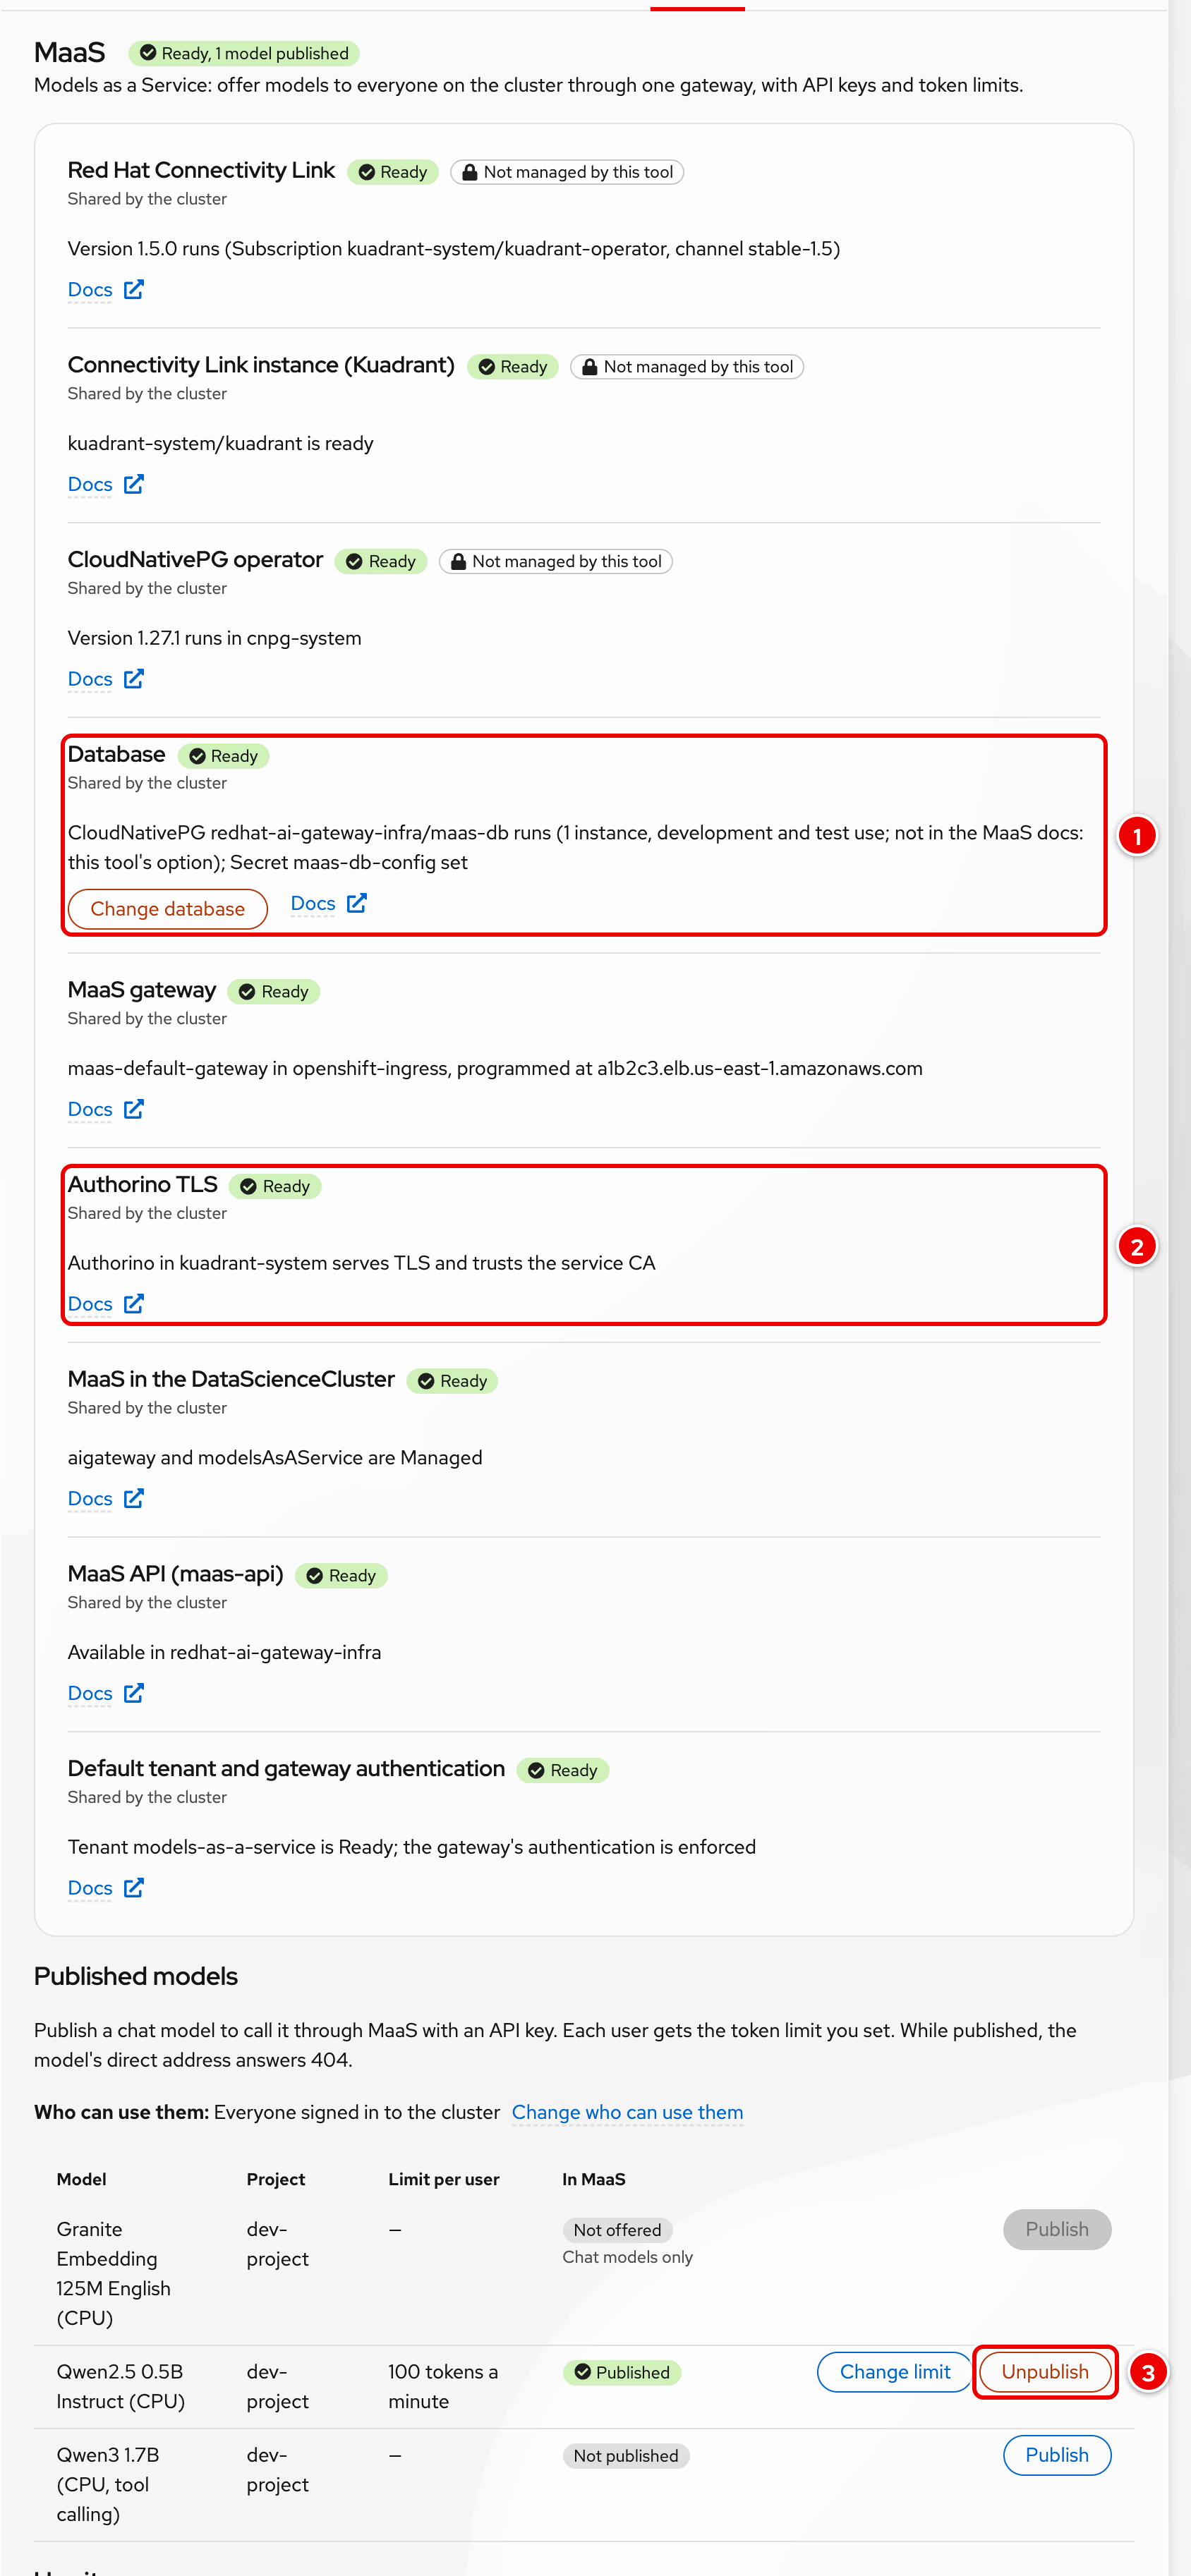 MaaS Ready, 1 model published
Models as a Service: offer models to everyone on the cluster through one gateway, with API keys and token limits.
Red Hat Connectivity Link Ready Not managed by this tool
Shared by the cluster
Version 1.5.0 runs (Subscription kuadrant-system/kuadrant-operator, channel stable-1.5)
Docs
Connectivity Link instance (Kuadrant) Ready Not managed by this tool
Shared by the cluster
kuadrant-system/kuadrant is ready
Docs
CloudNativePG operator Ready Not managed by this tool
Shared by the cluster
Version 1.27.1 runs in cnpg-system
Docs
Database Ready
Shared by the cluster
CloudNativePG redhat-ai-gateway-infra/maas-db runs (1 instance, development and test use; not in the MaaS docs:
this tool's option); Secret maas-db-config set
1
Change database Docs
MaaS gateway Ready
Shared by the cluster
maas-default-gateway in openshift-ingress, programmed at a1b2c3.elb.us-east-1.amazonaws.com
Docs
Authorino TLS Ready
Shared by the cluster
Authorino in kuadrant-system serves TLS and trusts the service CA
2
Docs
MaaS in the DataScienceCluster Ready
Shared by the cluster
aigateway and modelsAsAService are Managed
Docs
MaaS API (maas-api) Ready
Shared by the cluster
Available in redhat-ai-gateway-infra
Docs
Default tenant and gateway authentication Ready
Shared by the cluster
Tenant models-as-a-service is Ready; the gateway's authentication is enforced
Docs
Published models
Publish a chat model to call it through MaaS with an API key. Each user gets the token limit you set. While published, the
model's direct address answers 404.
Who can use them: Everyone signed in to the cluster Change who can use them
Model Project Limit per user In MaaS
Granite dev- – Not offered Publish
Embedding project Chat models only
125M English
(CPU)
Qwen2.5 0.5B dev- 100 tokens a Published Change limit Unpublish 3
Instruct (CPU) project minute
Qwen3 1.7B dev- – Not published Publish
(CPU, tool project
calling)